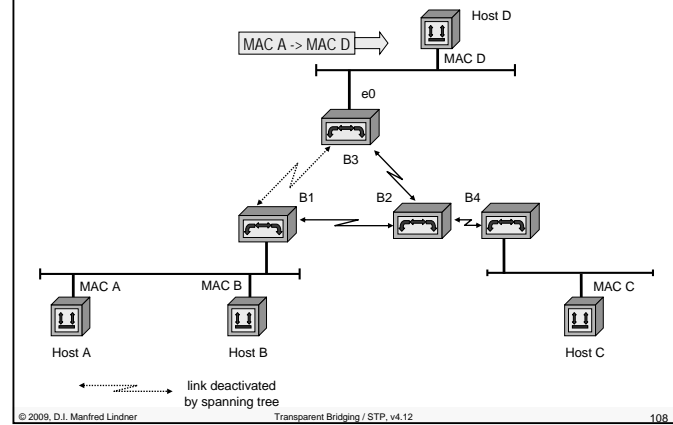 Host D
MAC A -> MAC D
MAC D
e0
B3
B1
B2
B4
MAC A
MAC B
MAC C
Host A
Host B
Host C
link deactivated
by spanning tree
© 2009, D.I. Manfred Lindner
Transparent Bridging / STP, v4.12
108